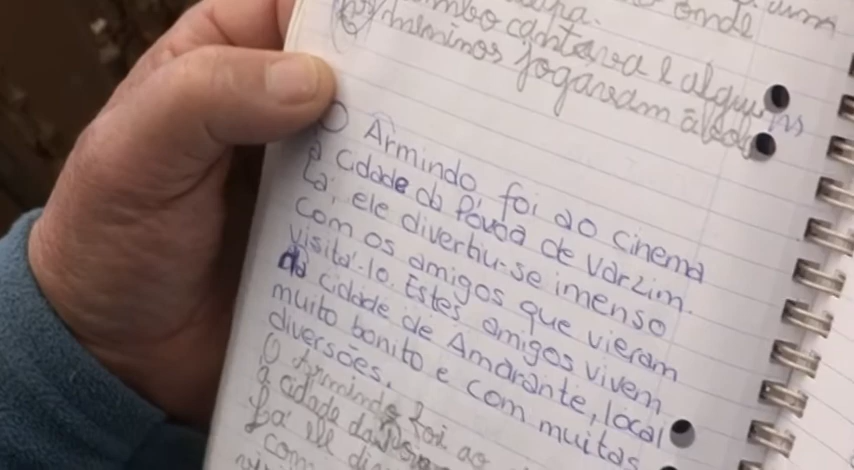 onde
cantava e alguns
meninos jogavam à bola
O Armindo, foi ao cinema
à cidade da Póvoa de Varzim.
Lá, ele divertiu-se imenso
com os amigos que vieram
visitá-lo. Estes amigos vivem
na cidade de Amarante, local
muito bonito e com muitas
diversões.
O Armindo foi ao
à cidade da
Lá ele
com